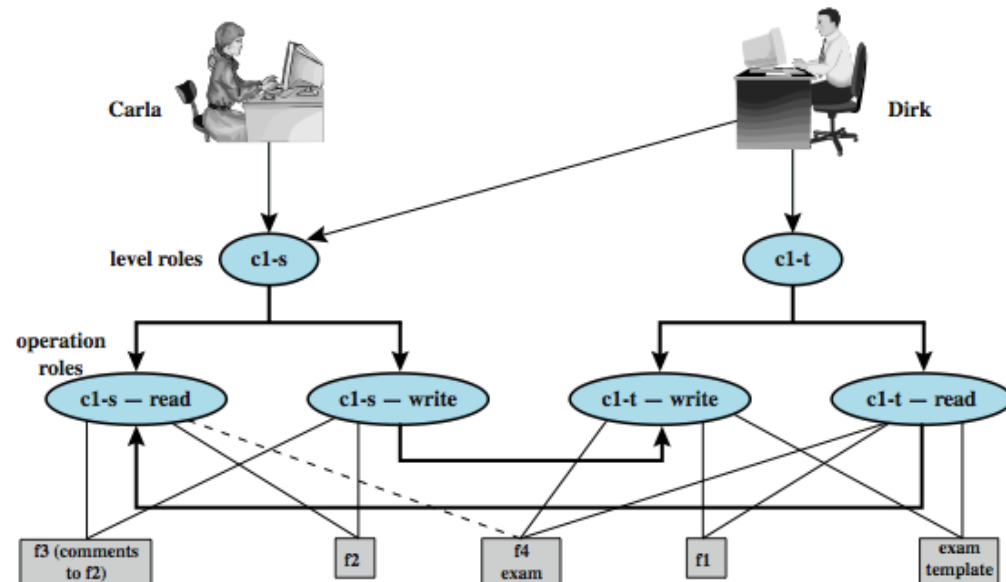 Carla
Dirk
level roles
c1-s
c1-t
operation
roles
c1-s — read
c1-s — write
c1-t — write
c1-t — read
f3 (comments
to f2)
f2
f4
exam
f1
exam
template